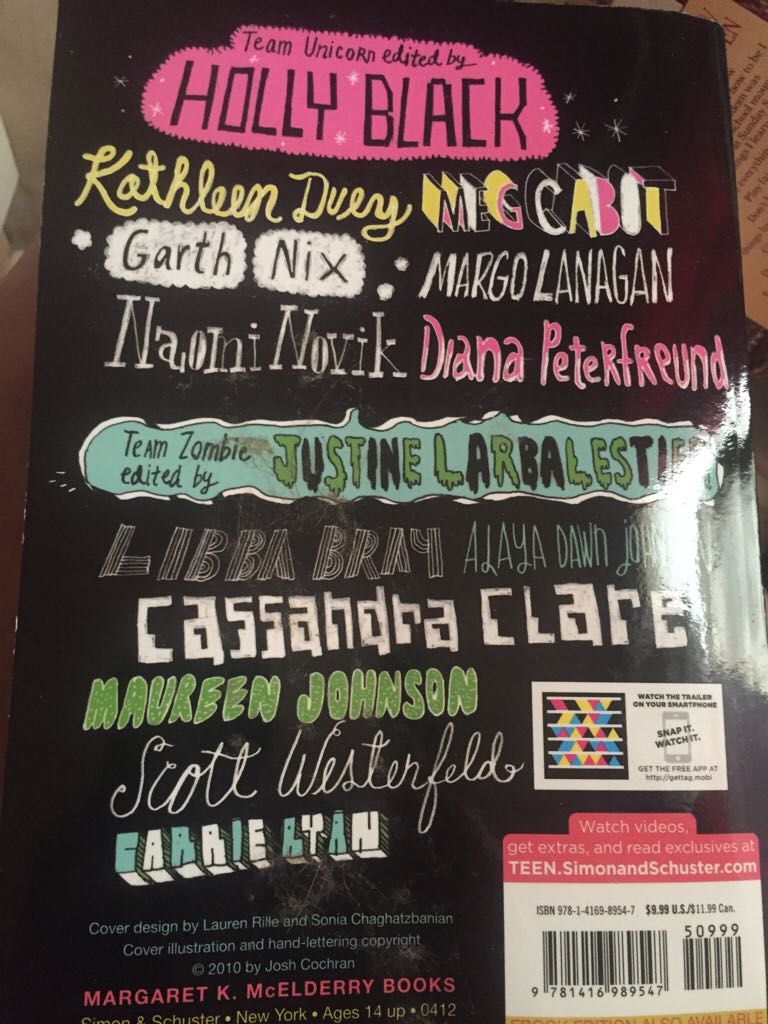 Team Unicorn edited by
HOLLY BLACK
Kathleen Duey MEG CABOT
Garth Nix MARGO LANAGAN
Naomi Novik Diana Peterfreund
Team Zombie
edited by JUSTINE LARBALESTIER
LIBBA BRAY ALAYA DAWN JOHNSON
Cassandra Clare
MAUREEN JOHNSON
Scott Westerfeld
CARRIE RYAN
WATCH THE TRAILER
ON YOUR SMARTPHONE
SNAP IT.
WATCH IT.
GET THE FREE APP AT
http://gettag.mobi
Watch videos,
get extras, and read exclusives at
TEEN.SimonandSchuster.com
ISBN 978-1-4169-8954-7 $9.99 U.S./$11.99 Can.
50999
9 781416 989547
EBOOK EDITION ALSO AVAILABLE
Cover design by Lauren Rille and Sonia Chaghatzbanian
Cover illustration and hand-lettering copyright
© 2010 by Josh Cochran
MARGARET K. McELDERRY BOOKS
Simon & Schuster • New York • Ages 14 up • 0412